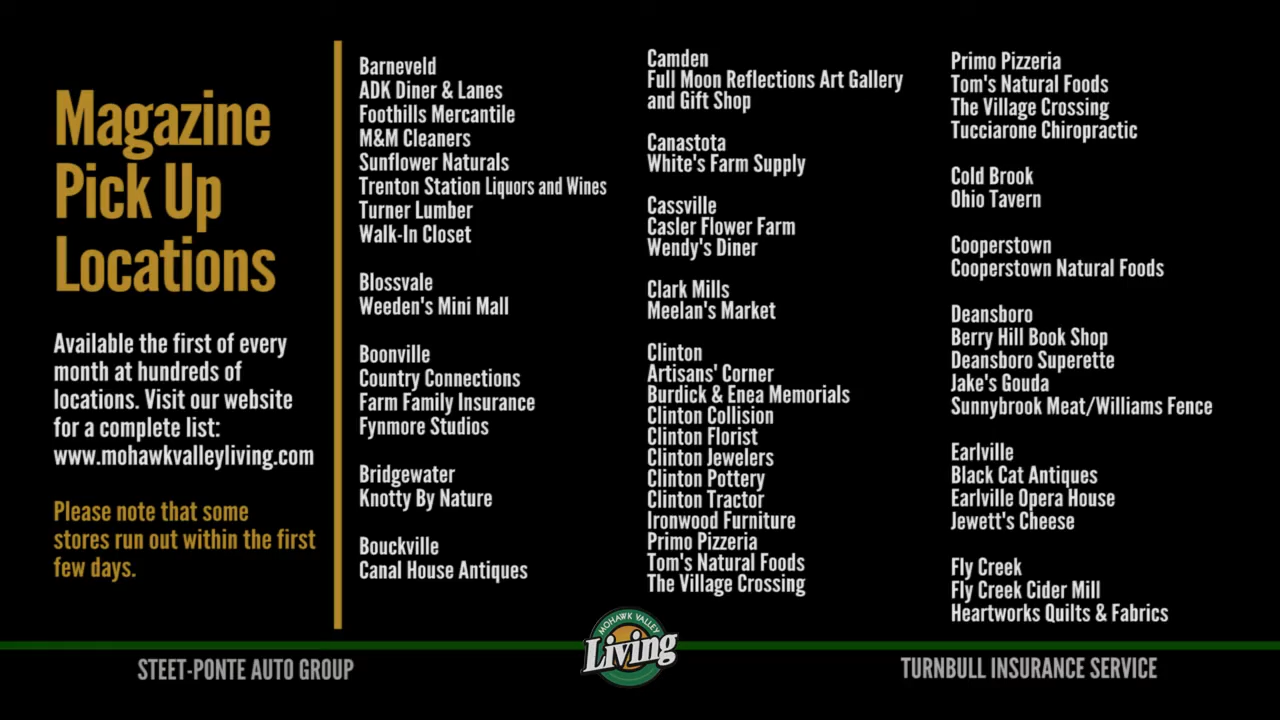 Magazine
Pick Up
Locations
Available the first of every
month at hundreds of
locations. Visit our website
for a complete list:
www.mohawkvalleyliving.com
Please note that some
stores run out within the first
few days.
Barneveld
ADK Diner & Lanes
Foothills Mercantile
M&M Cleaners
Sunflower Naturals
Trenton Station Liquors and Wines
Turner Lumber
Walk-In Closet
Blossvale
Weeden's Mini Mall
Boonville
Country Connections
Farm Family Insurance
Fynmore Studios
Bridgewater
Knotty By Nature
Bouckville
Canal House Antiques
Camden
Full Moon Reflections Art Gallery
and Gift Shop
Canastota
White's Farm Supply
Cassville
Casler Flower Farm
Wendy's Diner
Clark Mills
Meelan's Market
Clinton
Artisans' Corner
Burdick & Enea Memorials
Clinton Collision
Clinton Florist
Clinton Jewelers
Clinton Pottery
Clinton Tractor
Ironwood Furniture
Primo Pizzeria
Tom's Natural Foods
The Village Crossing
Primo Pizzeria
Tom's Natural Foods
The Village Crossing
Tucciarone Chiropractic
Cold Brook
Ohio Tavern
Cooperstown
Cooperstown Natural Foods
Deansboro
Berry Hill Book Shop
Deansboro Superette
Jake's Gouda
Sunnybrook Meat/Williams Fence
Earlville
Black Cat Antiques
Earlville Opera House
Jewett's Cheese
Fly Creek
Fly Creek Cider Mill
Heartworks Quilts & Fabrics
STEET-PONTE AUTO GROUP
MOHAWK VALLEY
Living
TURNBULL INSURANCE SERVICE